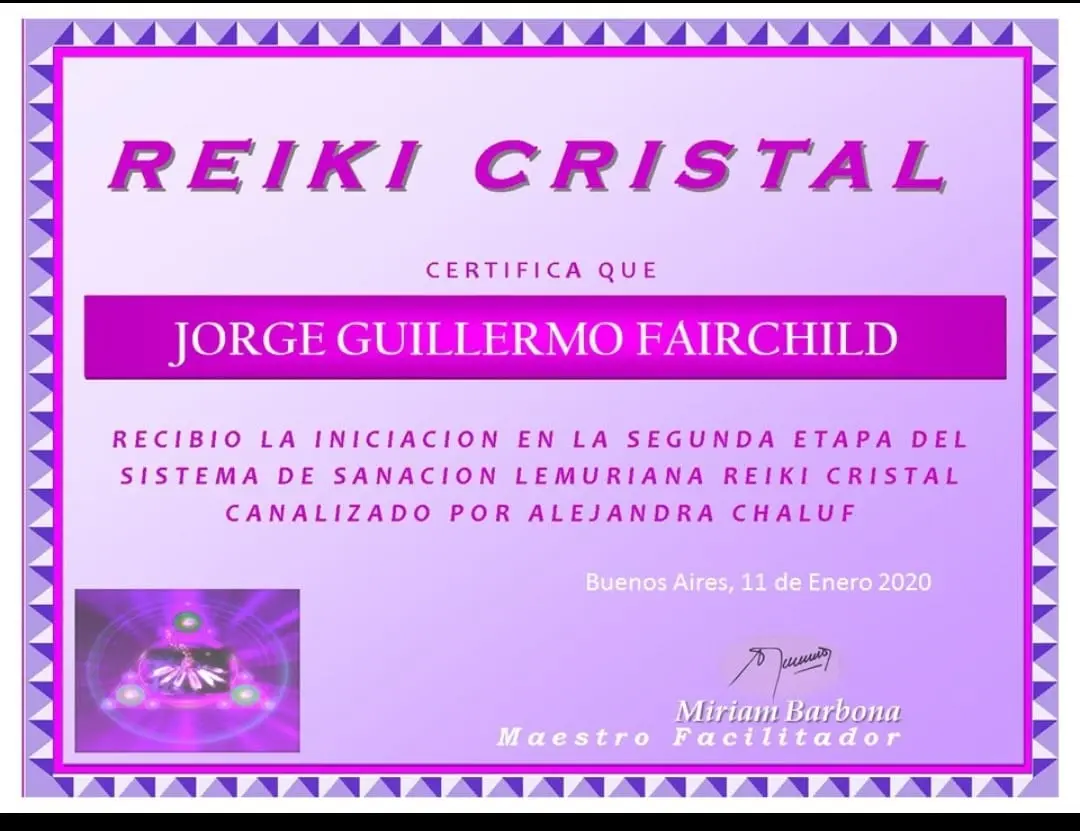 REIKI CRISTAL
CERTIFICA QUE
JORGE GUILLERMO FAIRCHILD
RECIBIO LA INICIACION EN LA SEGUNDA ETAPA DEL
SISTEMA DE SANACION LEMURIANA REIKI CRISTAL
CANALIZADO POR ALEJANDRA CHALUF
Buenos Aires, 11 de Enero 2020
Miriam Barbona
Maestro Facilitador